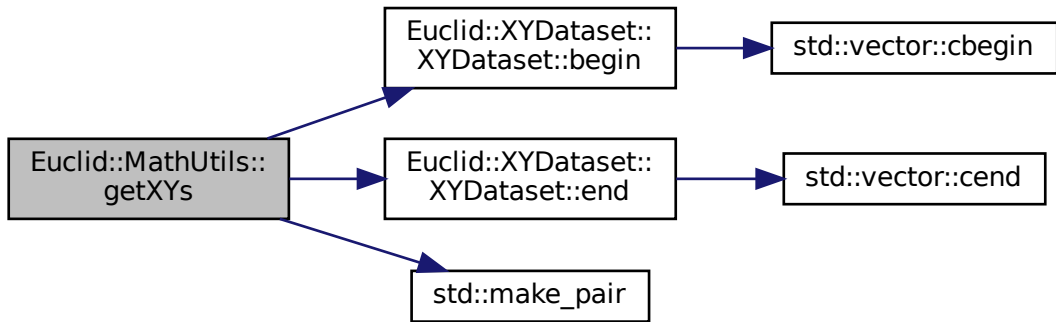 Euclid::MathUtils::
getXYs
Euclid::XYDataset::
XYDataset::begin
std::vector::cbegin
Euclid::XYDataset::
XYDataset::end
std::vector::cend
std::make_pair